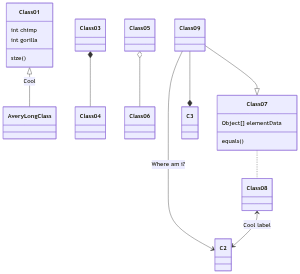 Class01
int chimp
int gorilla
size()
Class03
Class05
Class09
Cool
AveryLongClass
Class04
Class06
C3
Class07
Object[] elementData
equals()
Where am I?
Class08
Cool label
C2